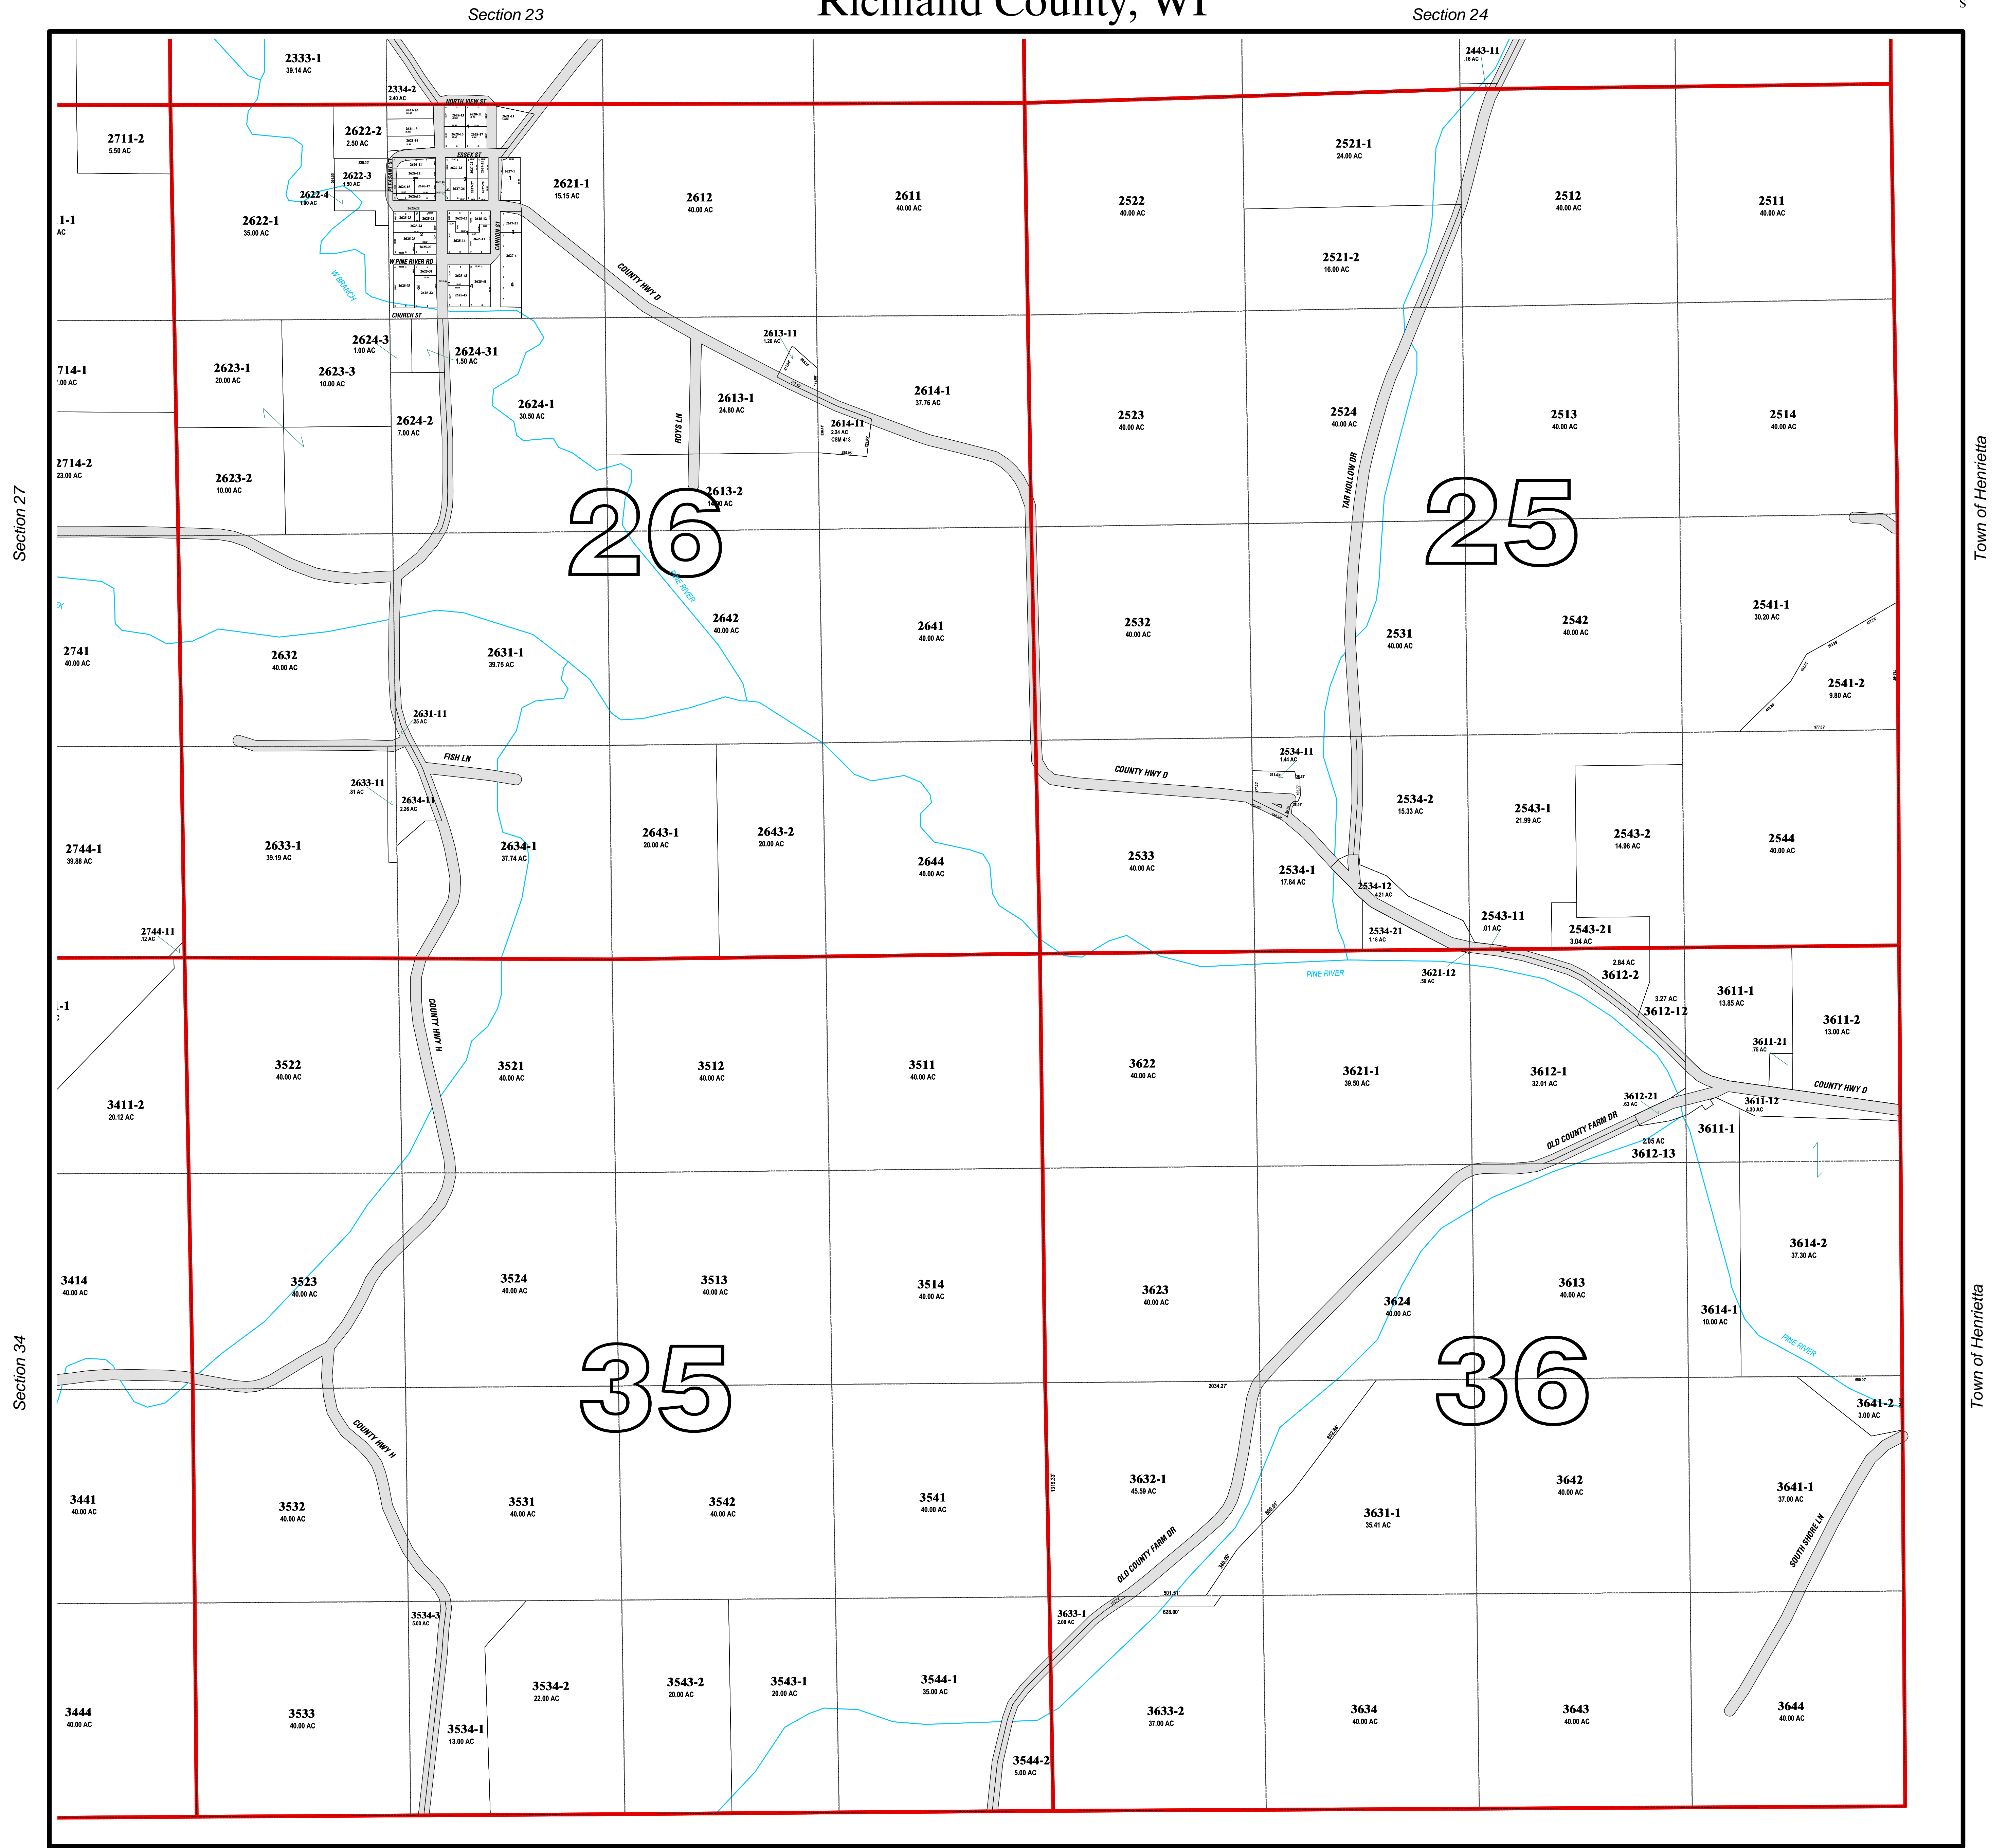 Richland County, WI
S
Section 23
Section 24
2333-1
39.14 AC
2443-11
.16 AC
2334-2
2.40 AC
NORTH VIEW ST
2711-2
5.50 AC
2622-2
2.50 AC
2521-1
24.00 AC
ESSEX ST
PLEASANT ST
2622-3
1.50 AC
2621-1
15.15 AC
2622-4
1.50 AC
2612
40.00 AC
2611
40.00 AC
2522
40.00 AC
2512
40.00 AC
2511
40.00 AC
1-1
AC
2622-1
35.00 AC
CANNON ST
2521-2
16.00 AC
W PINE RIVER RD
COUNTY HWY D
W BRANCH
CHURCH ST
2624-3
1.00 AC
2624-31
1.50 AC
2613-11
1.20 AC
714-1
.00 AC
2623-1
20.00 AC
2623-3
10.00 AC
2624-1
30.50 AC
2613-1
24.80 AC
2614-1
37.76 AC
2624-2
7.00 AC
ROYS LN
2614-11
2.24 AC
CSM 413
2523
40.00 AC
2524
40.00 AC
2513
40.00 AC
2514
40.00 AC
2714-2
23.00 AC
2623-2
10.00 AC
2613-2
TAR HOLLOW DR
Section 27
Town of Henrietta
26
25
PINE RIVER
2741
40.00 AC
2632
40.00 AC
2631-1
39.75 AC
2642
40.00 AC
2641
40.00 AC
2532
40.00 AC
2531
40.00 AC
2542
40.00 AC
2541-1
30.20 AC
2541-2
9.80 AC
2631-11
.25 AC
FISH LN
2633-11
.81 AC
2634-11
2.26 AC
COUNTY HWY D
2534-11
1.44 AC
2534-2
15.33 AC
2543-1
21.99 AC
2543-2
14.96 AC
2544
40.00 AC
2744-1
39.88 AC
2633-1
39.19 AC
2634-1
37.74 AC
2643-1
20.00 AC
2643-2
20.00 AC
2644
40.00 AC
2533
40.00 AC
2534-1
17.84 AC
2534-12
4.21 AC
2744-11
.12 AC
2534-21
1.18 AC
2543-11
.01 AC
2543-21
3.04 AC
PINE RIVER
3621-12
.50 AC
2.84 AC
3612-2
3.27 AC
3612-12
3611-1
13.85 AC
3611-2
13.00 AC
-1
COUNTY HWY H
3611-21
.75 AC
3411-2
20.12 AC
3522
40.00 AC
3521
40.00 AC
3512
40.00 AC
3511
40.00 AC
3622
40.00 AC
3621-1
39.50 AC
3612-1
32.01 AC
COUNTY HWY D
3612-21
.63 AC
3611-12
4.30 AC
OLD COUNTY FARM DR
3611-1
2.05 AC
3612-13
3414
40.00 AC
3523
40.00 AC
3524
40.00 AC
3513
40.00 AC
3514
40.00 AC
3623
40.00 AC
3624
40.00 AC
3613
40.00 AC
3614-2
37.30 AC
3614-1
10.00 AC
PINE RIVER
Section 34
Town of Henrietta
35
36
2034.27'
3641-2
3.00 AC
COUNTY HWY H
3441
40.00 AC
3532
40.00 AC
3531
40.00 AC
3542
40.00 AC
3541
40.00 AC
1319.33'
3632-1
45.59 AC
3631-1
35.41 AC
3642
40.00 AC
3641-1
37.00 AC
SOUTH SHORE LN
OLD COUNTY FARM DR
501.51'
628.00'
3534-3
5.00 AC
3633-1
2.00 AC
3444
40.00 AC
3533
40.00 AC
3534-1
13.00 AC
3534-2
22.00 AC
3543-2
20.00 AC
3543-1
20.00 AC
3544-1
35.00 AC
3544-2
5.00 AC
3633-2
37.00 AC
3634
40.00 AC
3643
40.00 AC
3644
40.00 AC